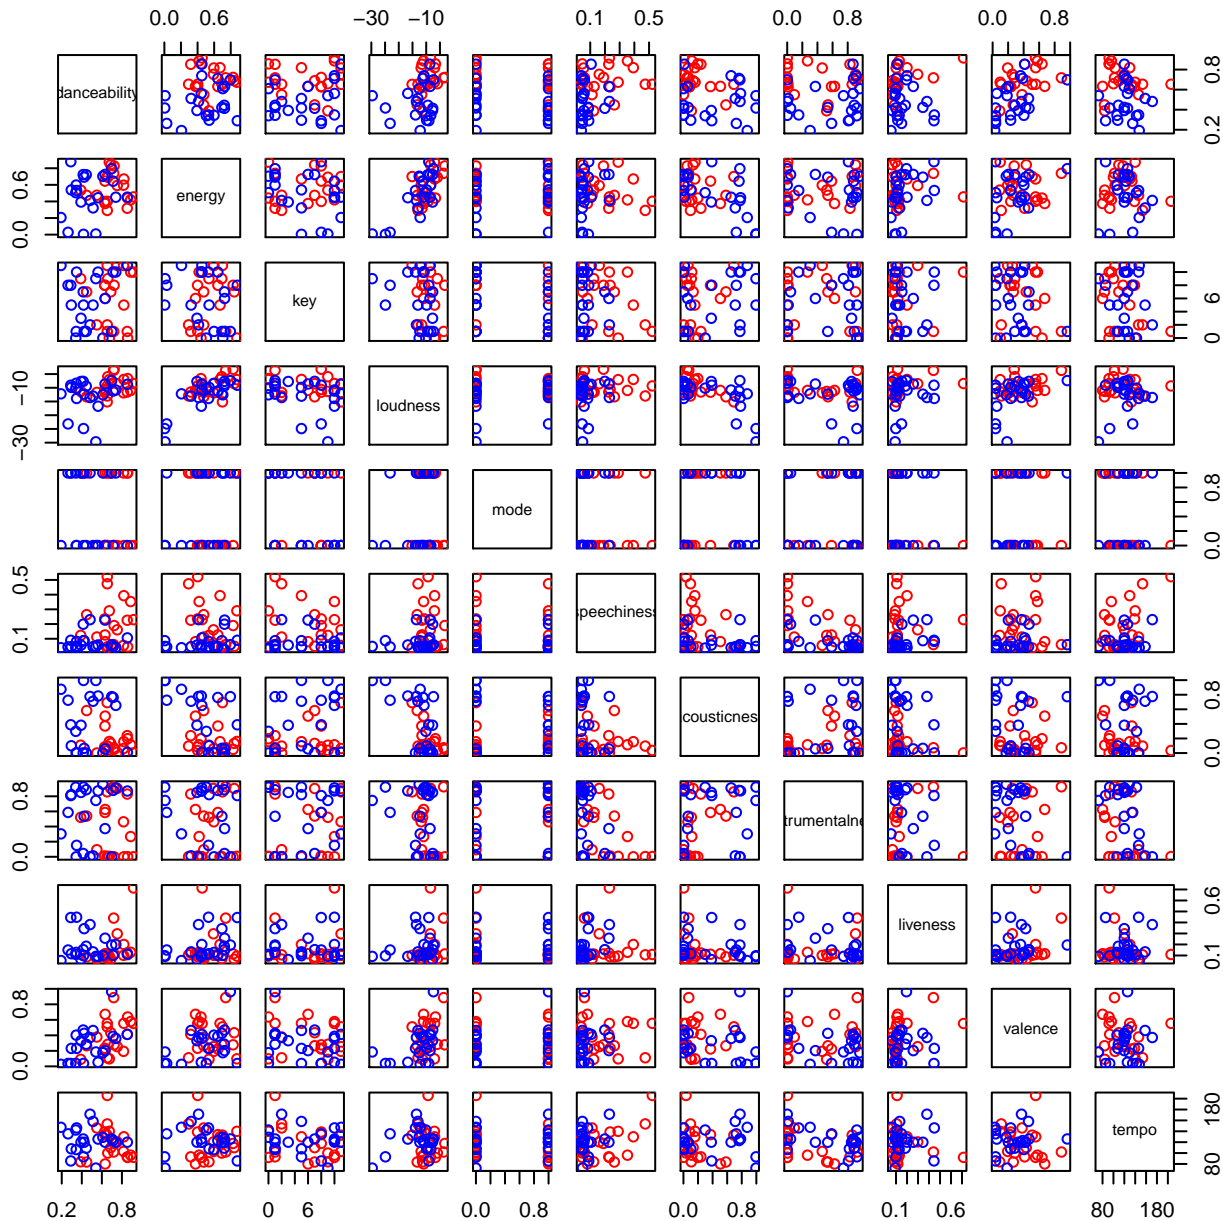 0.0 0.6 −30 −10 0.1 0.5 0.0 0.8 0.0 0.8
danceability
0.2 0.8
0.0 0.6
energy
key
0 6
−30 −10
loudness
mode
0.0 0.8
0.1 0.5
speechiness
cousticnes
0.0 0.8
0.0 0.8
trumentalne
liveness
0.1 0.6
0.0 0.8
valence
tempo
80 180
0.2 0.8 0 6 0.0 0.8 0.0 0.8 0.1 0.6 80 180